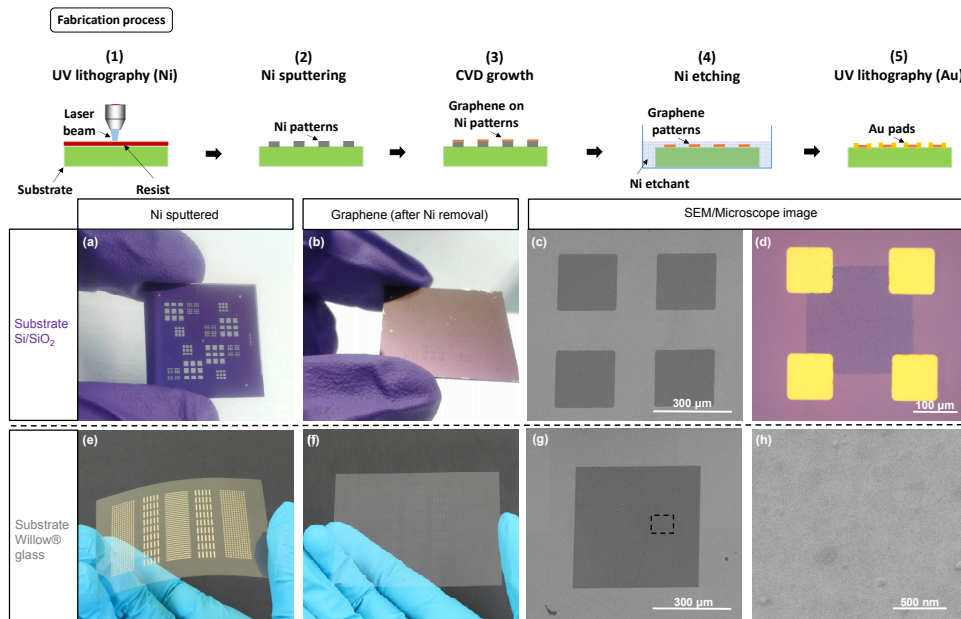 Fabrication process
(1)
UV lithography (Ni)
(2)
Ni sputtering
(3)
CVD growth
(4)
Ni etching
(5)
UV lithography (Au)
Laser
beam
Substrate
Resist
Ni patterns
Graphene on
Ni patterns
Graphene
patterns
Ni etchant
Au pads
Ni sputtered
Graphene (after Ni removal)
SEM/Microscope image
Substrate
Si/SiO₂
(a)
(b)
(c)
300 µm
(d)
100 µm
Substrate
Willow®
glass
(e)
(f)
(g)
300 µm
(h)
500 nm